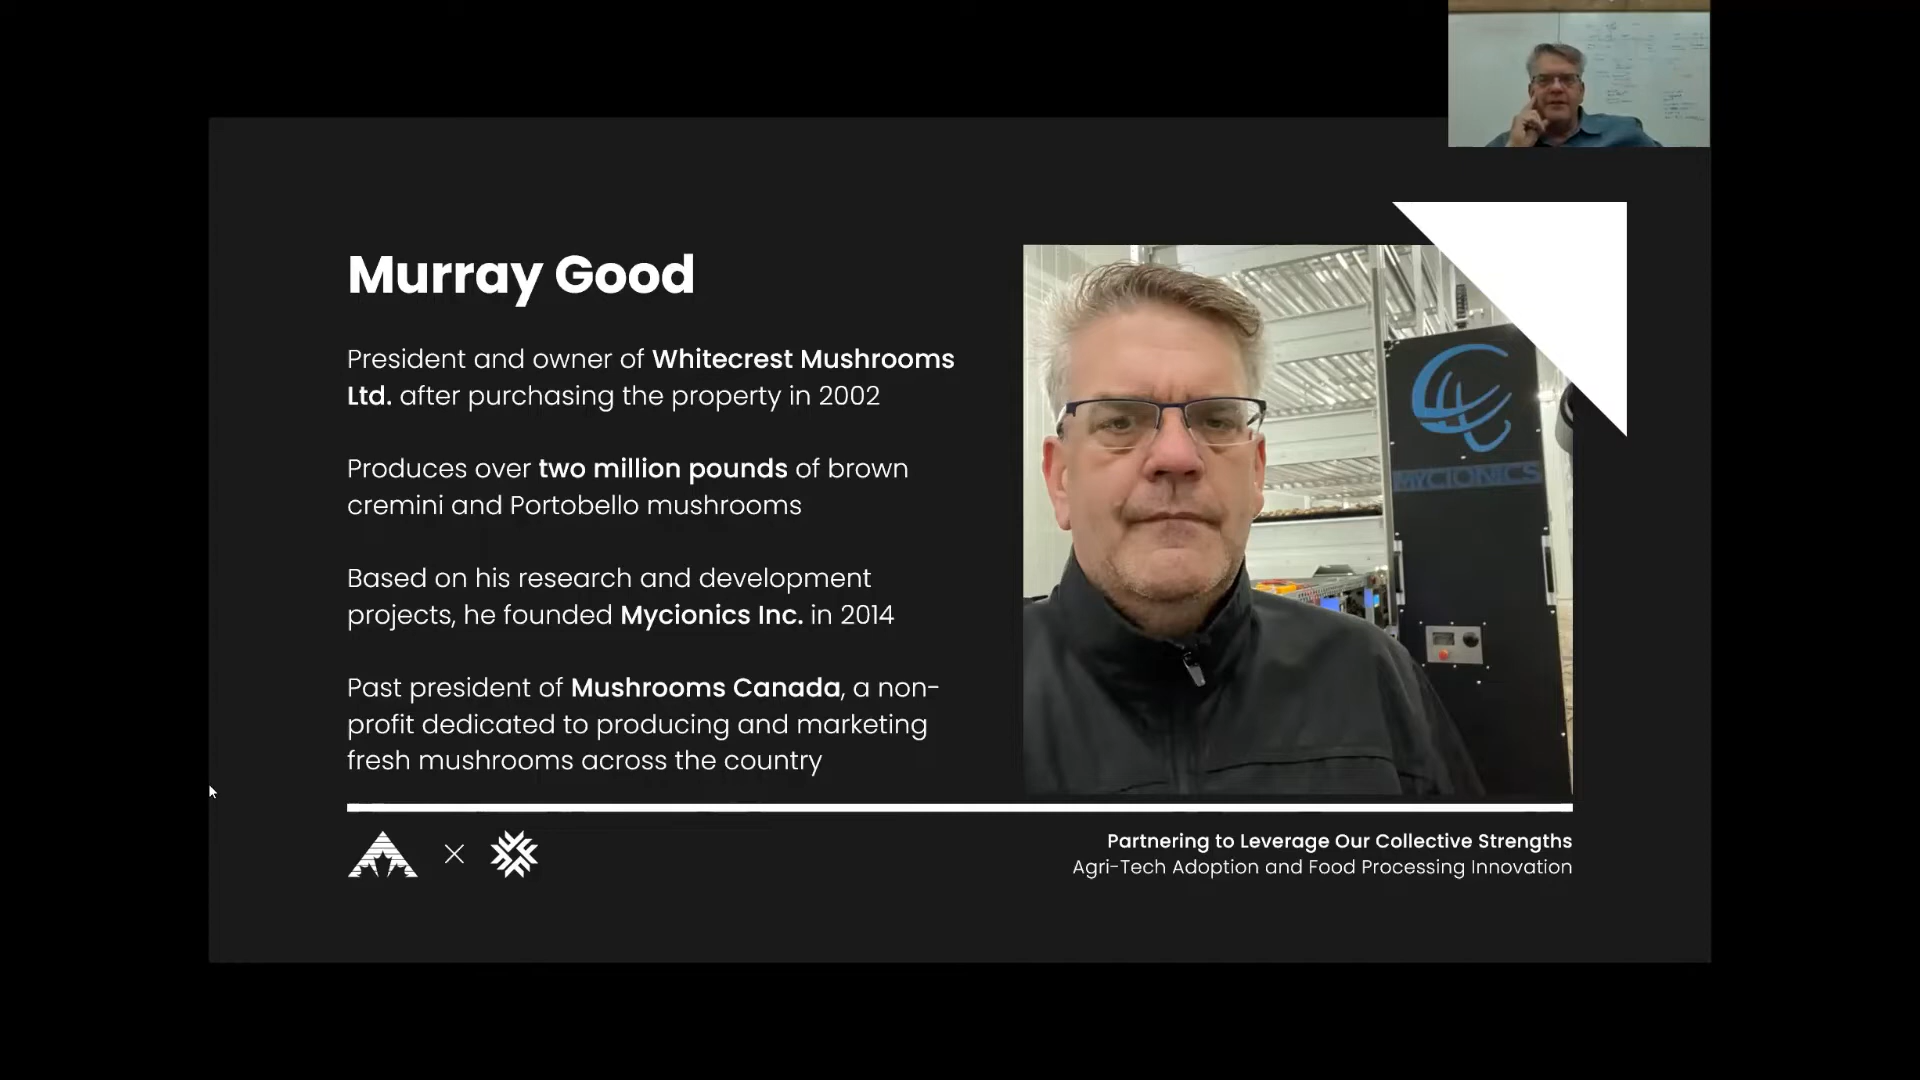 Murray Good
President and owner of Whitecrest Mushrooms
Ltd. after purchasing the property in 2002
Produces over two million pounds of brown
cremini and Portobello mushrooms
Based on his research and development
projects, he founded Mycionics Inc. in 2014
Past president of Mushrooms Canada, a non-
profit dedicated to producing and marketing
fresh mushrooms across the country
MYCIONICS
Partnering to Leverage Our Collective Strengths
Agri-Tech Adoption and Food Processing Innovation